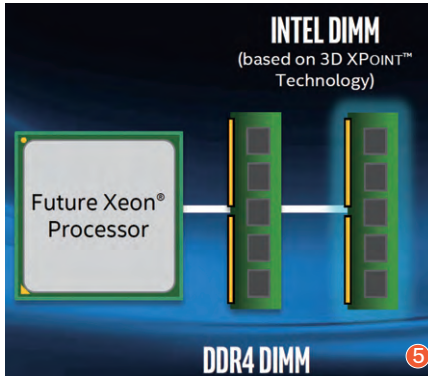 INTEL DIMM
(based on 3D XPOINT™
Technology)
Future Xeon®
Processor
DDR4 DIMM
5